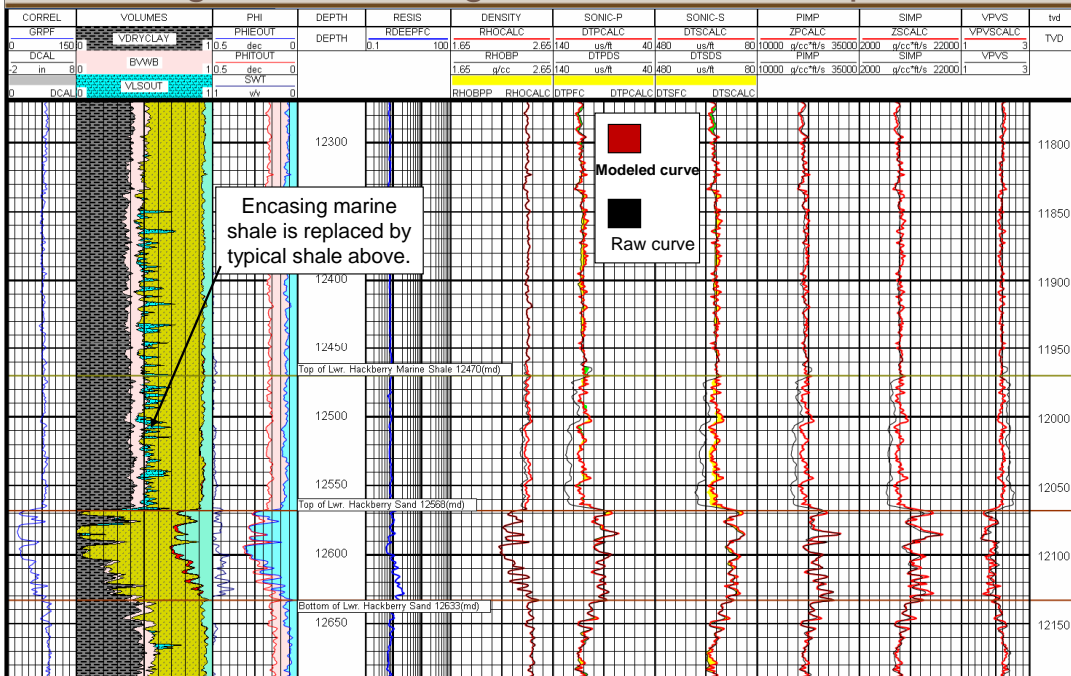 CORREL VOLUMES PHI DEPTH RESIS DENSITY SONIC-P SONIC-S PIMP SIMP VPVS tvd
GRPF
0 150
DCAL
-2 in 8
0 DCAL
VDRYCLAY
0 1
BVWB
0 1
VLSOUT
0 1
PHIEOUT
0.5 dec 0
PHITOUT
0.5 dec 0
SWT
1 v/v 0
DEPTH
RDEEPFC
0.1 100
RHOCALC
1.65 2.65
RHOBP
1.65 g/cc 2.65
RHOBPP RHOCALC
DTPCALC
140 us/ft 40
DTPDS
140 us/ft 40
DTPFC DTPCALC
DTSCALC
480 us/ft 80
DTSDS
480 us/ft 80
DTSFC DTSCALC
ZPCALC
10000 g/cc*ft/s 35000
PIMP
10000 g/cc*ft/s 35000
ZSCALC
2000 g/cc*ft/s 22000
SIMP
2000 g/cc*ft/s 22000
VPVSCALC
1 3
VPVS
1 3
TVD
12300
11800
Modeled curve
Raw curve
11850
Encasing marine
shale is replaced by
typical shale above.
12400
11900
12450
11950
Top of Lwr. Hackberry Marine Shale 12470(md)
12500
12000
12550
12050
Top of Lwr. Hackberry Sand 12568(md)
12600
12100
Bottom of Lwr. Hackberry Sand 12633(md)
12650
12150